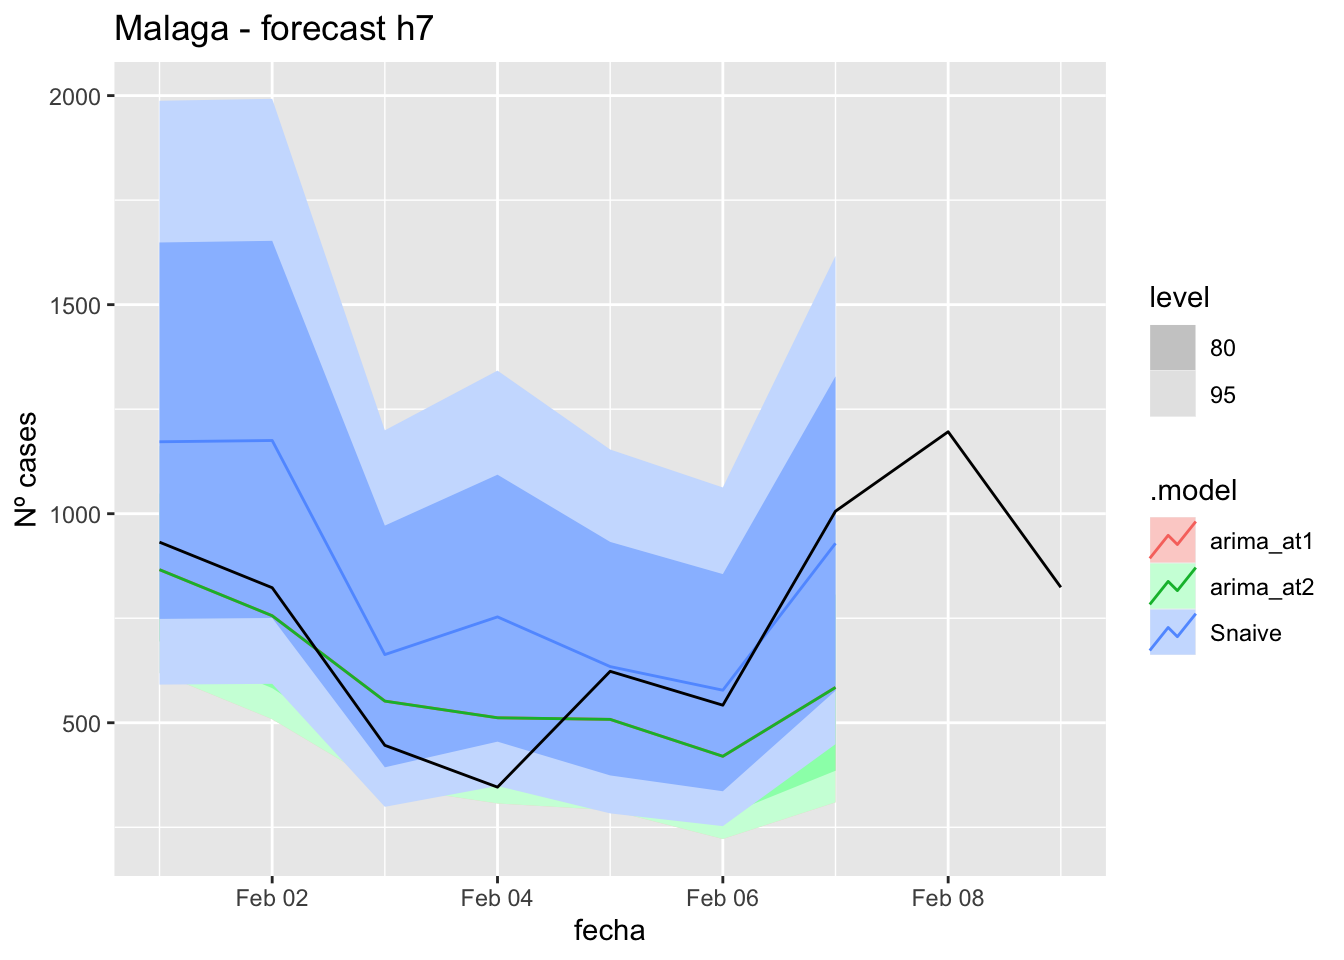 Malaga - forecast h7
2000
1500
1000
500
Nº cases
Feb 02
Feb 04
Feb 06
Feb 08
fecha
level
80
95
.model
arima_at1
arima_at2
Snaive